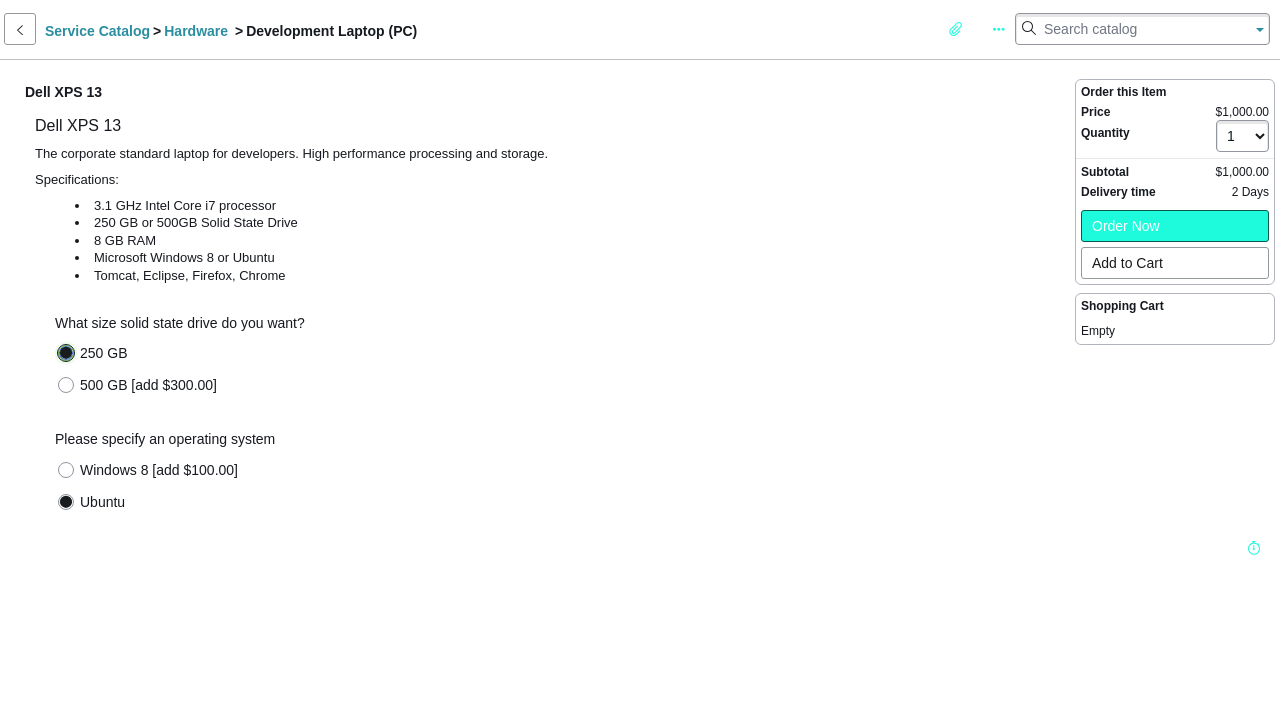 Service Catalog > Hardware > Development Laptop (PC)
Search catalog
Dell XPS 13
Dell XPS 13
The corporate standard laptop for developers. High performance processing and storage.
Specifications:
3.1 GHz Intel Core i7 processor
250 GB or 500GB Solid State Drive
8 GB RAM
Microsoft Windows 8 or Ubuntu
Tomcat, Eclipse, Firefox, Chrome
What size solid state drive do you want?
250 GB
500 GB [add $300.00]
Please specify an operating system
Windows 8 [add $100.00]
Ubuntu
Order this Item
Price $1,000.00
Quantity 1
Subtotal $1,000.00
Delivery time 2 Days
Order Now
Add to Cart
Shopping Cart
Empty